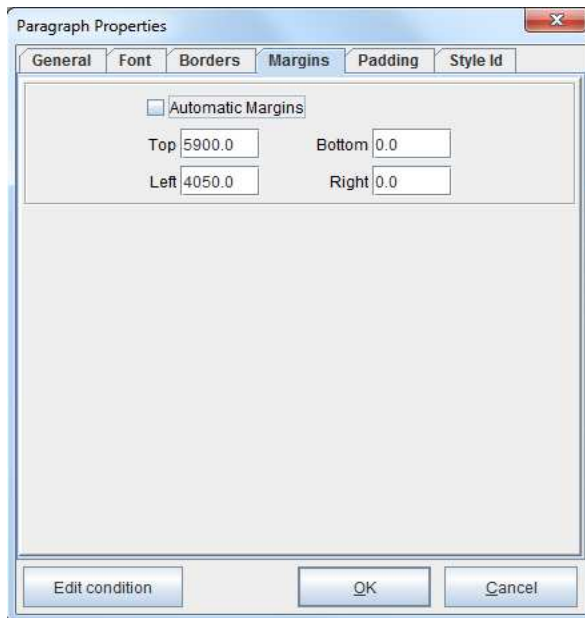 Paragraph Properties
General Font Borders Margins Padding Style Id
Automatic Margins
Top 5900.0 Bottom 0.0
Left 4050.0 Right 0.0
Edit condition OK Cancel